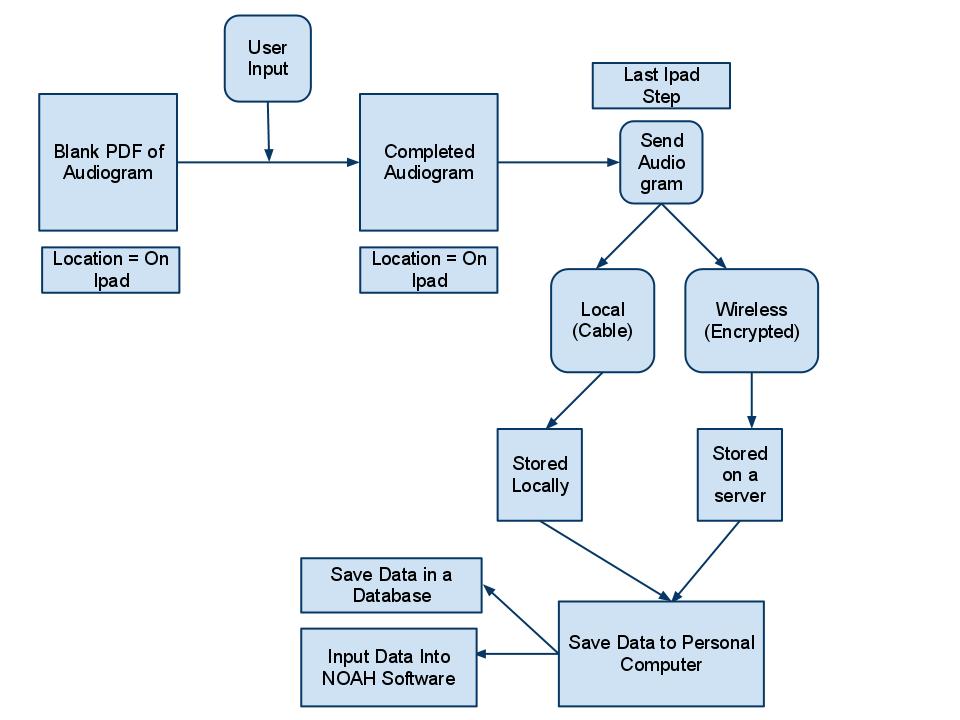 User
Input
Last Ipad
Step
Blank PDF of
Audiogram
Completed
Audiogram
Send
Audio
gram
Location = On
Ipad
Location = On
Ipad
Local
(Cable)
Wireless
(Encrypted)
Stored
Locally
Stored
on a
server
Save Data in a
Database
Save Data to Personal
Computer
Input Data Into
NOAH Software